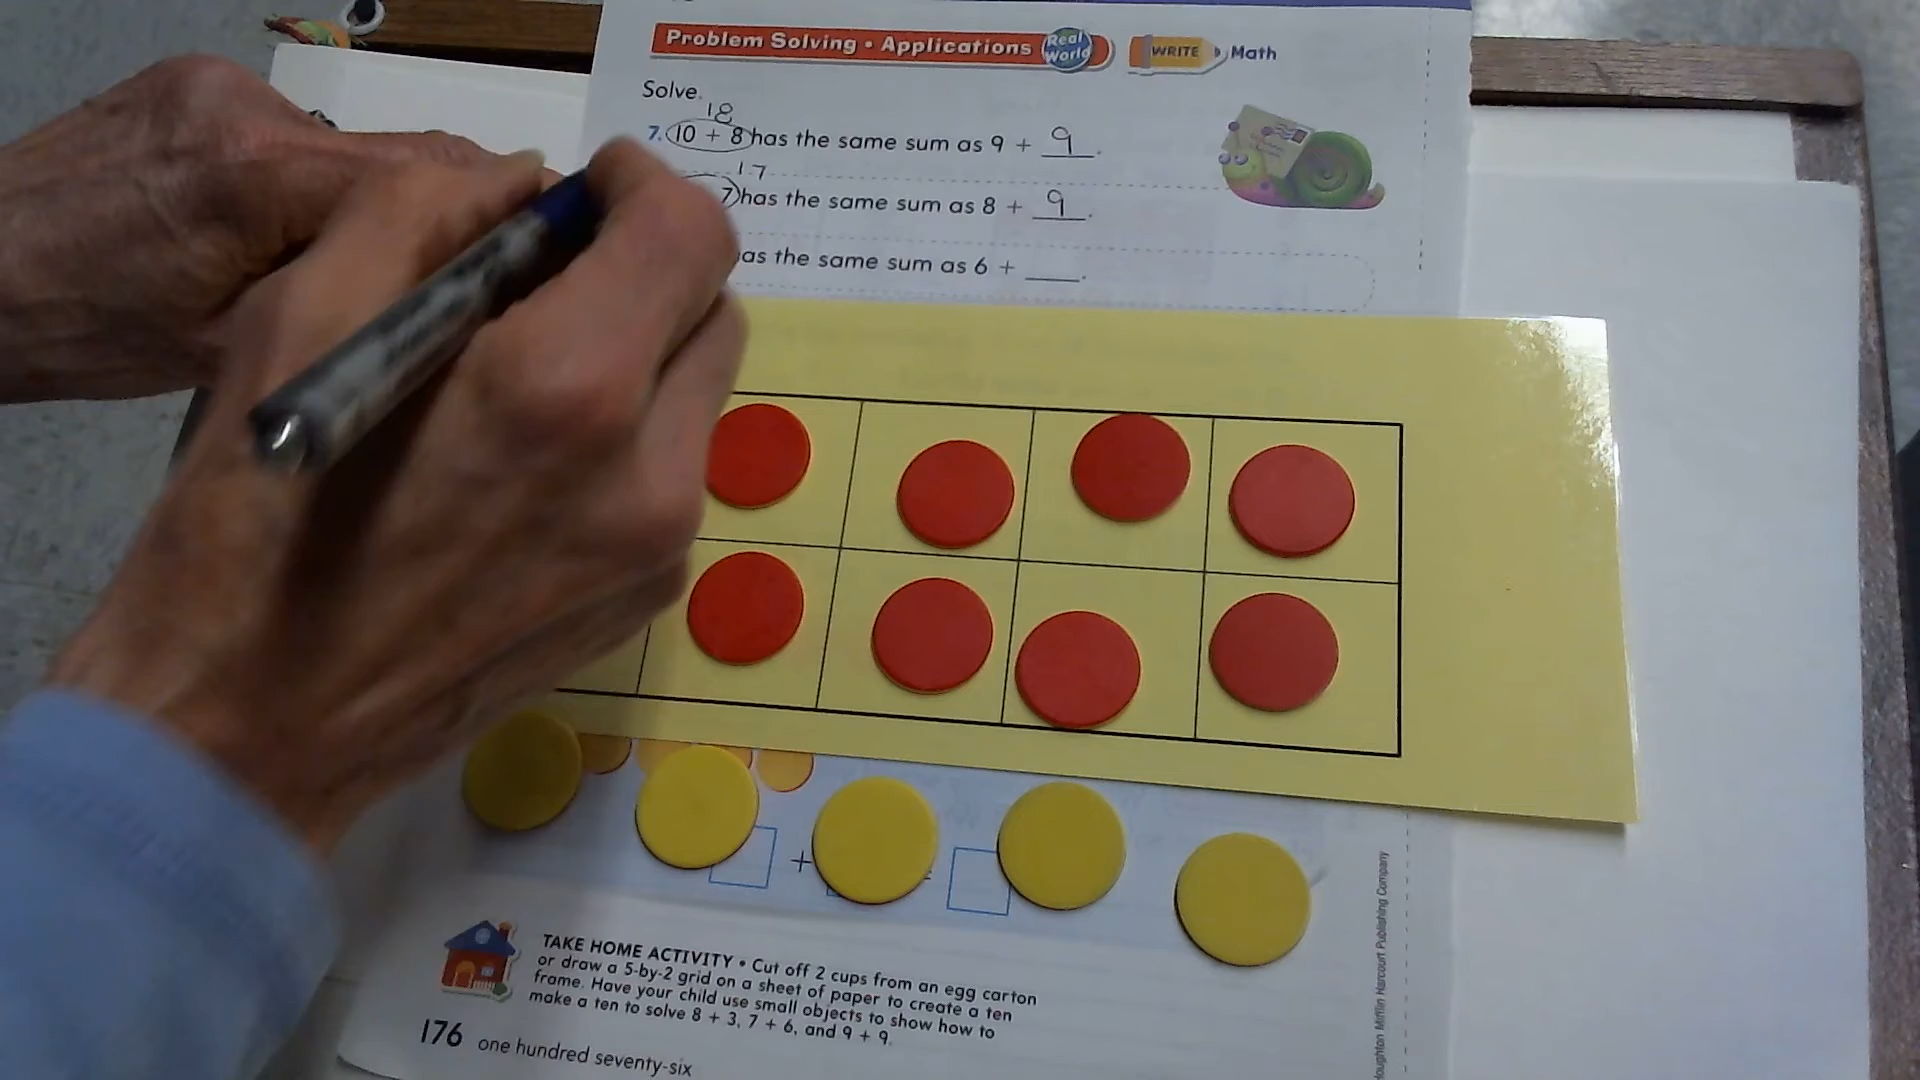 Problem Solving • Applications Real World WRITE Math
Solve.
18
7. 10 + 8 has the same sum as 9 + 9.
17
7 has the same sum as 8 + 9.
has the same sum as 6 + ___.
+
TAKE HOME ACTIVITY • Cut off 2 cups from an egg carton
or draw a 5-by-2 grid on a sheet of paper to create a ten
frame. Have your child use small objects to show how to
make a ten to solve 8 + 3, 7 + 6, and 9 + 9.
176 one hundred seventy-six
Houghton Mifflin Harcourt Publishing Company